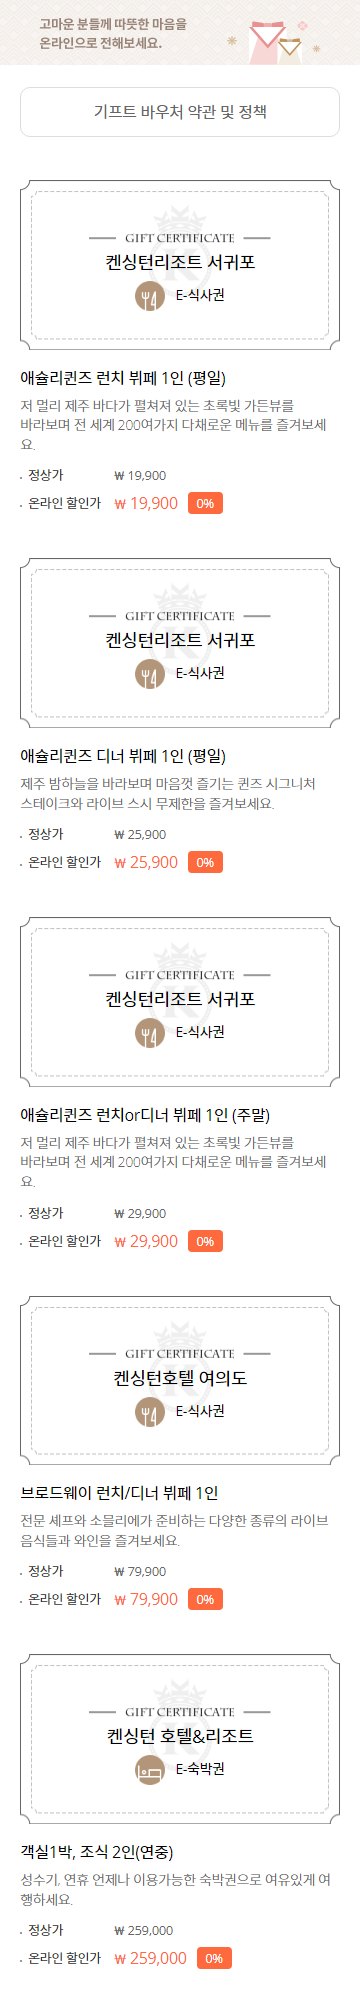 고마운 분들께 따뜻한 마음을
온라인으로 전해보세요.
기프트 바우처 약관 및 정책
GIFT CERTIFICATE
켄싱턴리조트 서귀포
E-식사권
애슐리퀸즈 런치 뷔페 1인 (평일)
저 멀리 제주 바다가 펼쳐져 있는 초록빛 가든뷰를
바라보며 전 세계 200여가지 다채로운 메뉴를 즐겨보세
요.
정상가 ₩ 19,900
온라인 할인가 ₩ 19,900 0%
GIFT CERTIFICATE
켄싱턴리조트 서귀포
E-식사권
애슐리퀸즈 디너 뷔페 1인 (평일)
제주 밤하늘을 바라보며 마음껏 즐기는 퀸즈 시그니처
스테이크와 라이브 스시 무제한을 즐겨보세요.
정상가 ₩ 25,900
온라인 할인가 ₩ 25,900 0%
GIFT CERTIFICATE
켄싱턴리조트 서귀포
E-식사권
애슐리퀸즈 런치or디너 뷔페 1인 (주말)
저 멀리 제주 바다가 펼쳐져 있는 초록빛 가든뷰를
바라보며 전 세계 200여가지 다채로운 메뉴를 즐겨보세
요.
정상가 ₩ 29,900
온라인 할인가 ₩ 29,900 0%
GIFT CERTIFICATE
켄싱턴호텔 여의도
E-식사권
브로드웨이 런치/디너 뷔페 1인
전문 셰프와 소믈리에가 준비하는 다양한 종류의 라이브
음식들과 와인을 즐겨보세요.
정상가 ₩ 79,900
온라인 할인가 ₩ 79,900 0%
GIFT CERTIFICATE
켄싱턴 호텔&리조트
E-숙박권
객실1박, 조식 2인(연중)
성수기, 연휴 언제나 이용가능한 숙박권으로 여유있게 여
행하세요.
정상가 ₩ 259,000
온라인 할인가 ₩ 259,000 0%